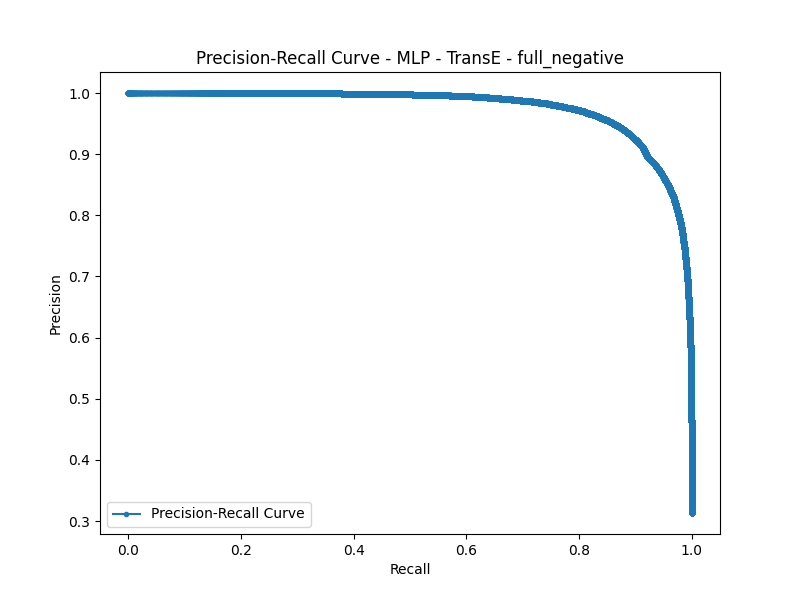 Precision-Recall Curve - MLP - TransE - full_negative
1.0
0.9
0.8
0.7
0.6
0.5
0.4
0.3
Precision
Precision-Recall Curve
0.0 0.2 0.4 0.6 0.8 1.0
Recall